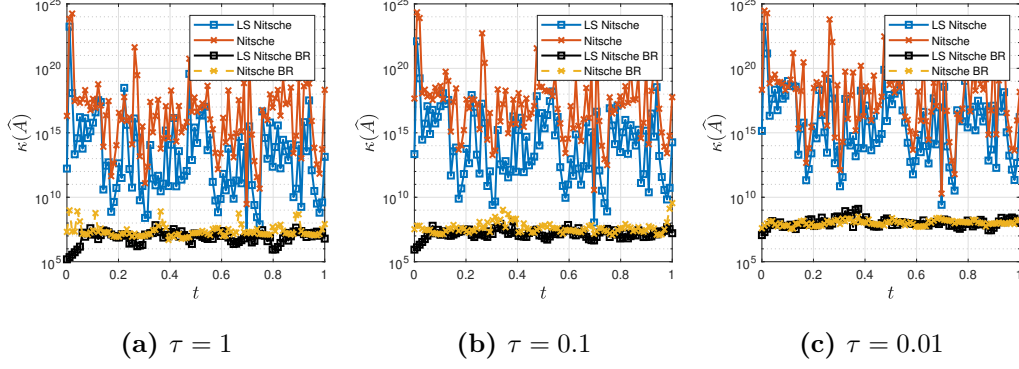 10^25
10^20
10^15
10^10
10^5
κ(Â)
LS Nitsche
Nitsche
LS Nitsche BR
Nitsche BR
0 0.2 0.4 0.6 0.8 1
t
(a) τ = 1
10^25
10^20
10^15
10^10
10^5
κ(Â)
LS Nitsche
Nitsche
LS Nitsche BR
Nitsche BR
0 0.2 0.4 0.6 0.8 1
t
(b) τ = 0.1
10^25
10^20
10^15
10^10
10^5
κ(Â)
LS Nitsche
Nitsche
LS Nitsche BR
Nitsche BR
0 0.2 0.4 0.6 0.8 1
t
(c) τ = 0.01